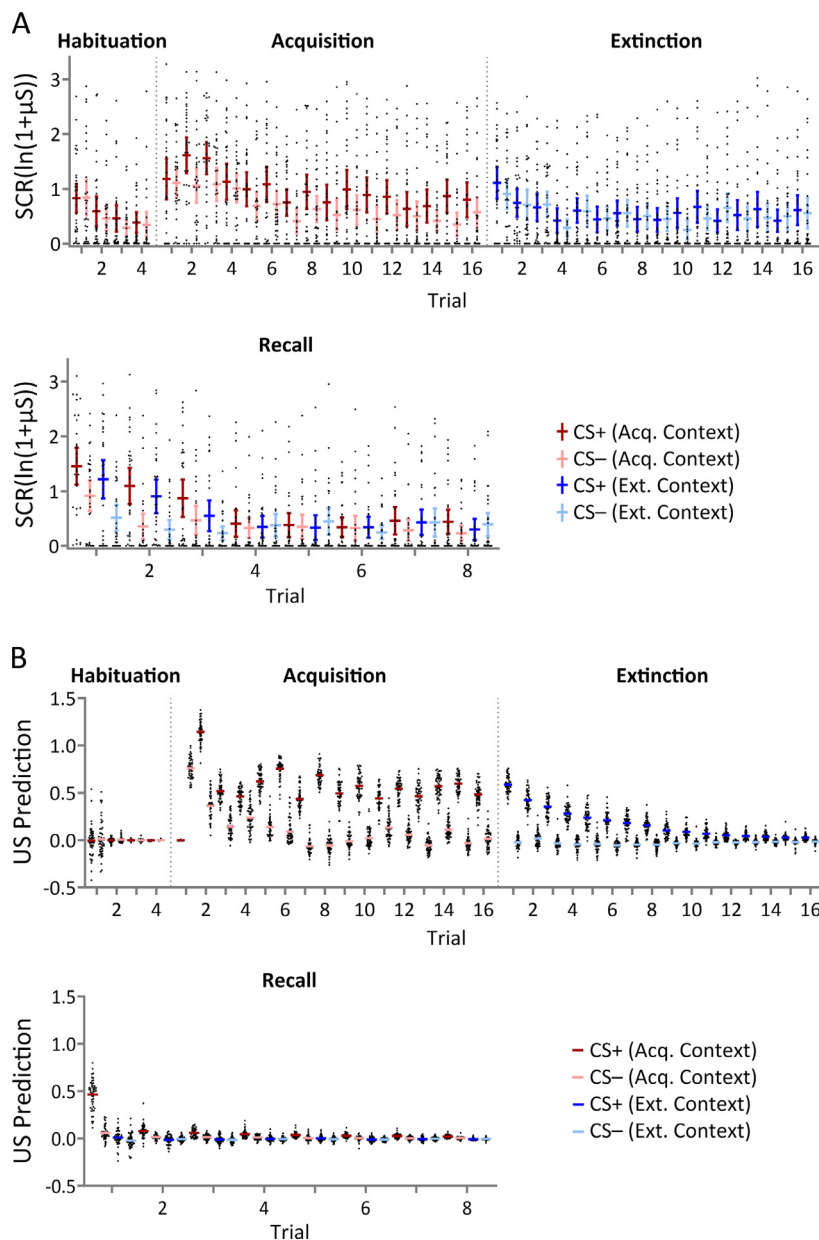 A
Habituation Acquisition Extinction
SCR(ln(1+µS))
3
2
1
0
2 4 2 4 6 8 10 12 14 16 2 4 6 8 10 12 14 16
Trial
Recall
SCR(ln(1+µS))
3
2
1
0
2 4 6 8
Trial
CS+ (Acq. Context)
CS− (Acq. Context)
CS+ (Ext. Context)
CS− (Ext. Context)
B
Habituation Acquisition Extinction
US Prediction
1.5
1.0
0.5
0.0
-0.5
2 4 2 4 6 8 10 12 14 16 2 4 6 8 10 12 14 16
Trial
Recall
US Prediction
1.5
1.0
0.5
0.0
-0.5
2 4 6 8
Trial
CS+ (Acq. Context)
CS− (Acq. Context)
CS+ (Ext. Context)
CS− (Ext. Context)